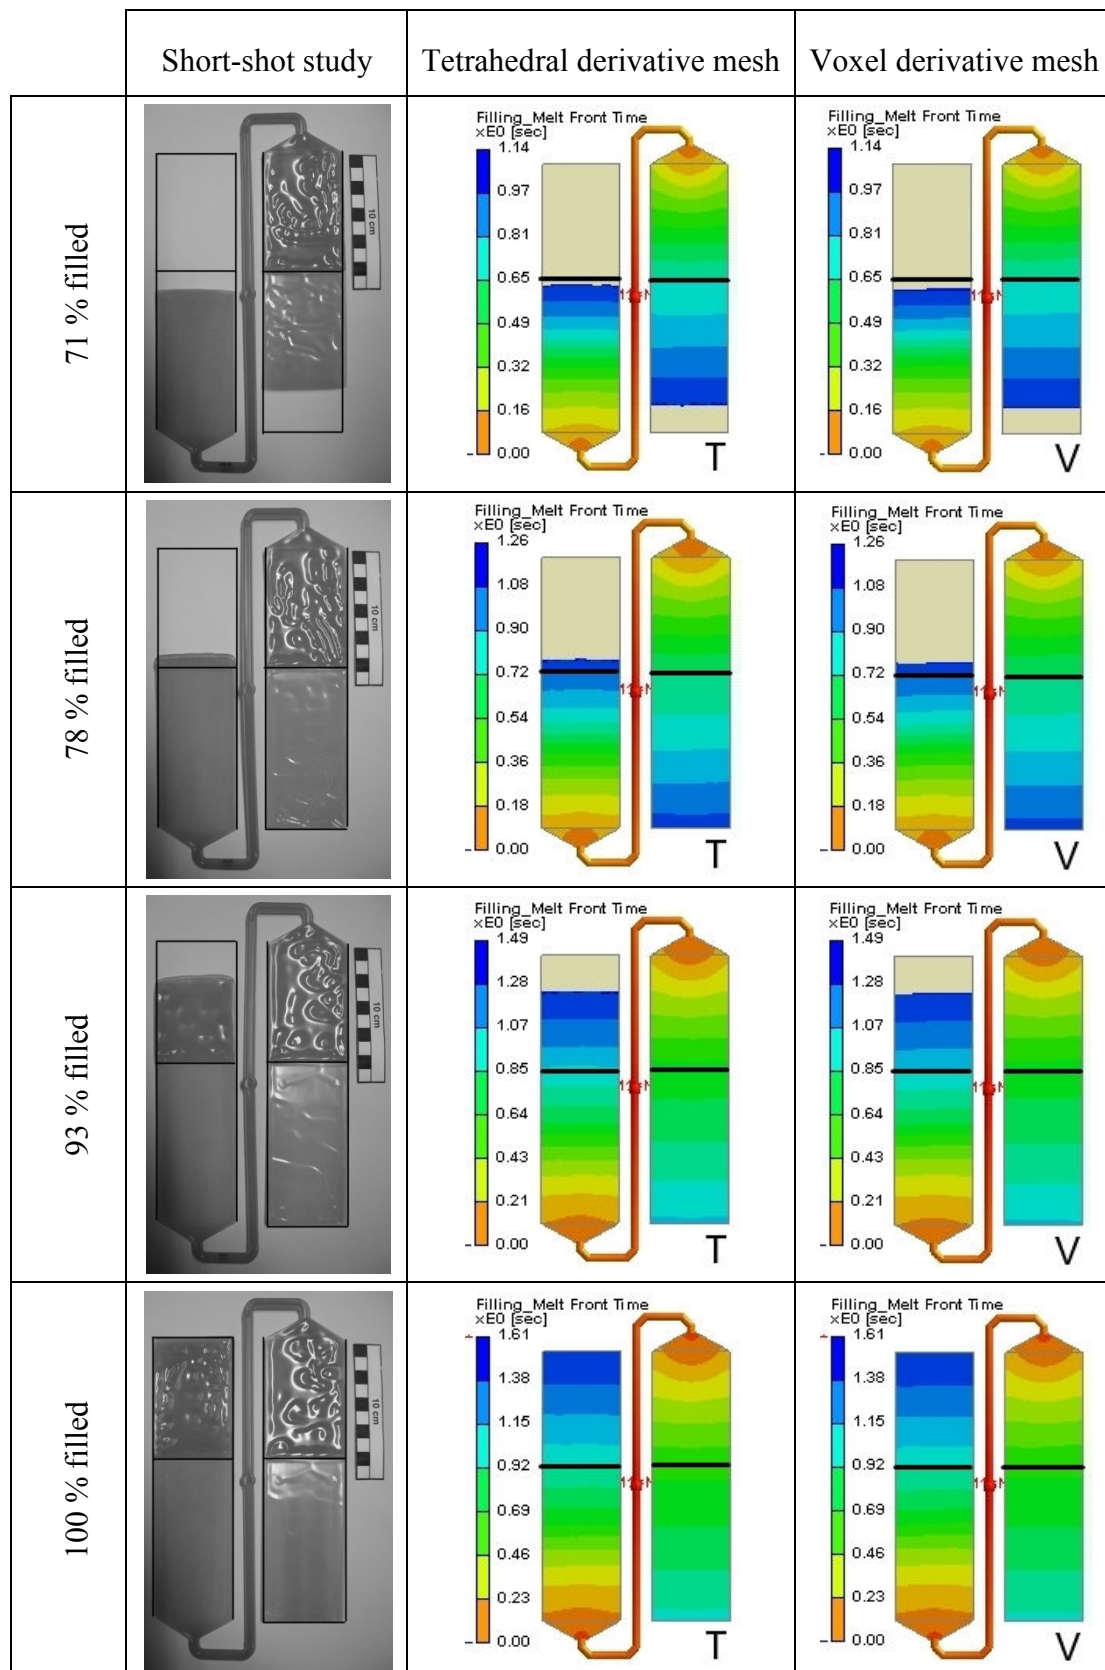 Short-shot study
Tetrahedral derivative mesh
Voxel derivative mesh
71 % filled
10 cm
Filling_Melt Front Time
xE0 [sec]
1.14
0.97
0.81
0.65
0.49
0.32
0.16
0.00
T
Filling_Melt Front Time
xE0 [sec]
1.14
0.97
0.81
0.65
0.49
0.32
0.16
0.00
V
78 % filled
10 cm
Filling_Melt Front Time
xE0 [sec]
1.26
1.08
0.90
0.72
0.54
0.36
0.18
0.00
T
Filling_Melt Front Time
xE0 [sec]
1.26
1.08
0.90
0.72
0.54
0.36
0.18
0.00
V
93 % filled
10 cm
Filling_Melt Front Time
xE0 [sec]
1.49
1.28
1.07
0.85
0.64
0.43
0.21
0.00
T
Filling_Melt Front Time
xE0 [sec]
1.49
1.28
1.07
0.85
0.64
0.43
0.21
0.00
V
100 % filled
10 cm
Filling_Melt Front Time
xE0 [sec]
1.61
1.38
1.15
0.92
0.69
0.46
0.23
0.00
T
Filling_Melt Front Time
xE0 [sec]
1.61
1.38
1.15
0.92
0.69
0.46
0.23
0.00
V